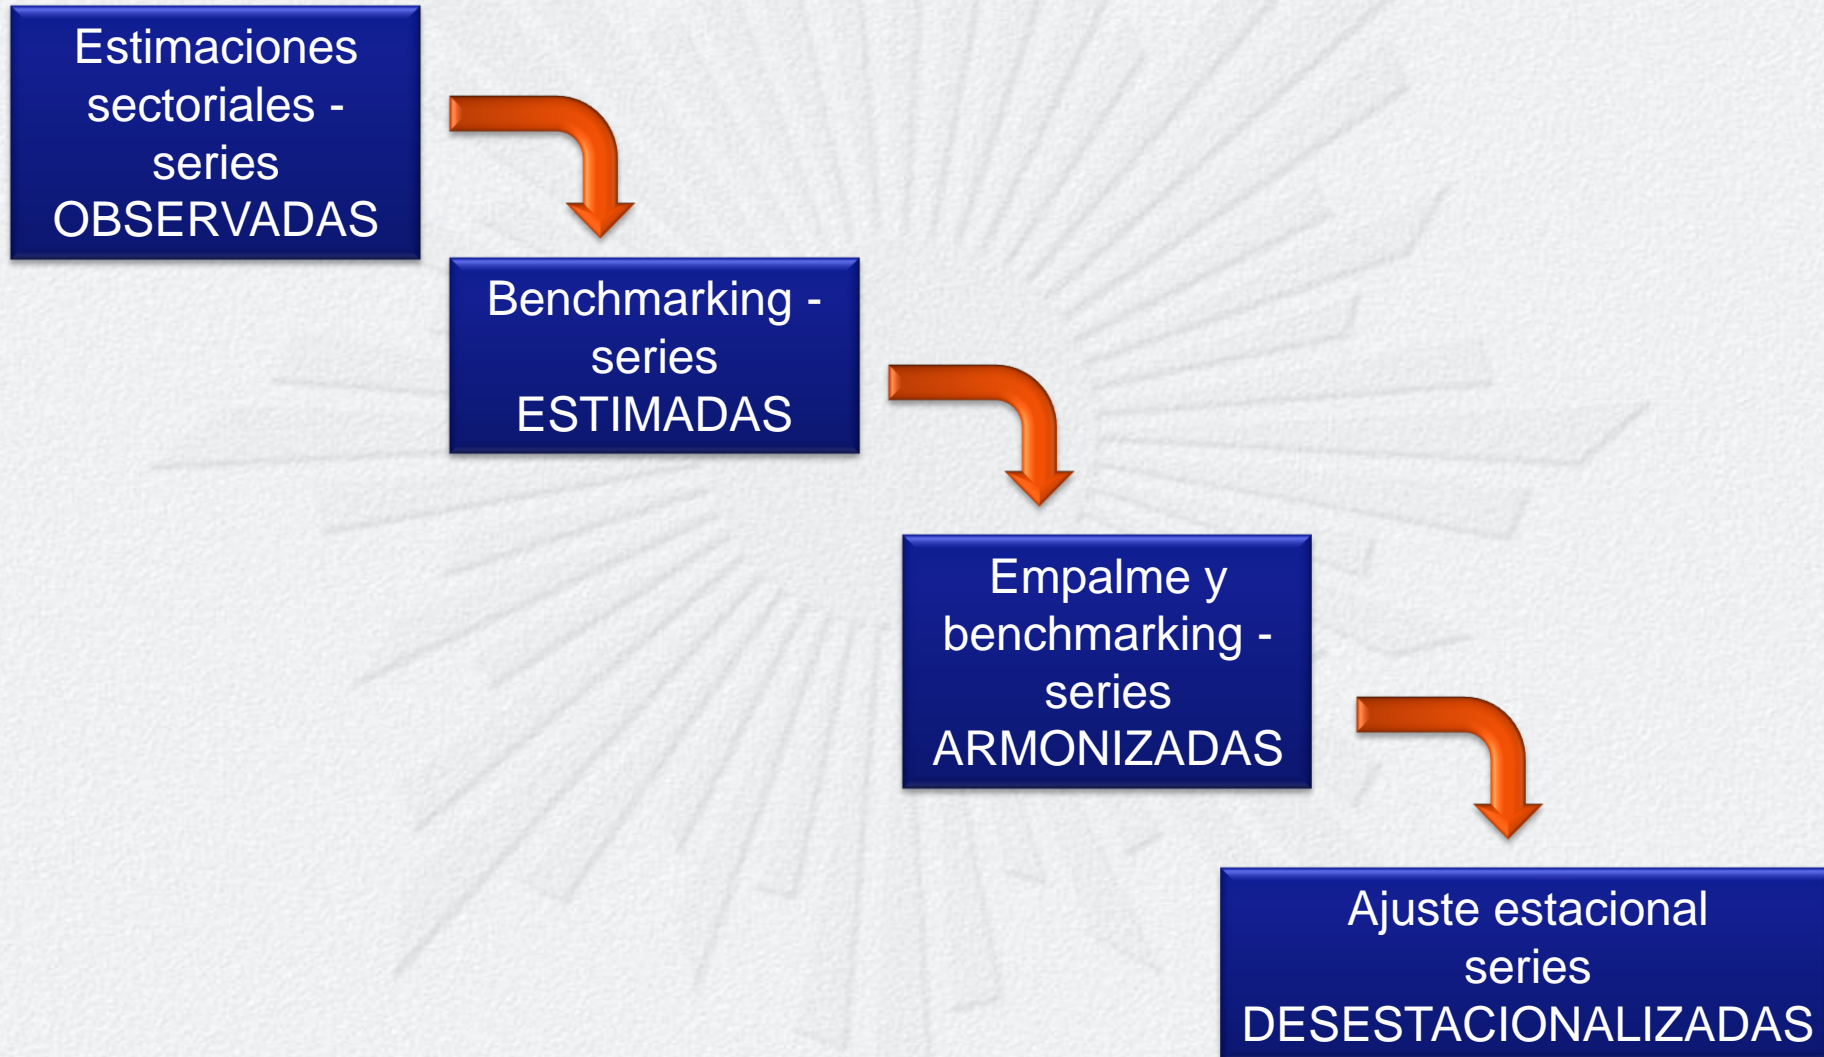 Estimaciones
sectoriales -
series
OBSERVADAS
Benchmarking -
series
ESTIMADAS
Empalme y
benchmarking -
series
ARMONIZADAS
Ajuste estacional
series
DESESTACIONALIZADAS